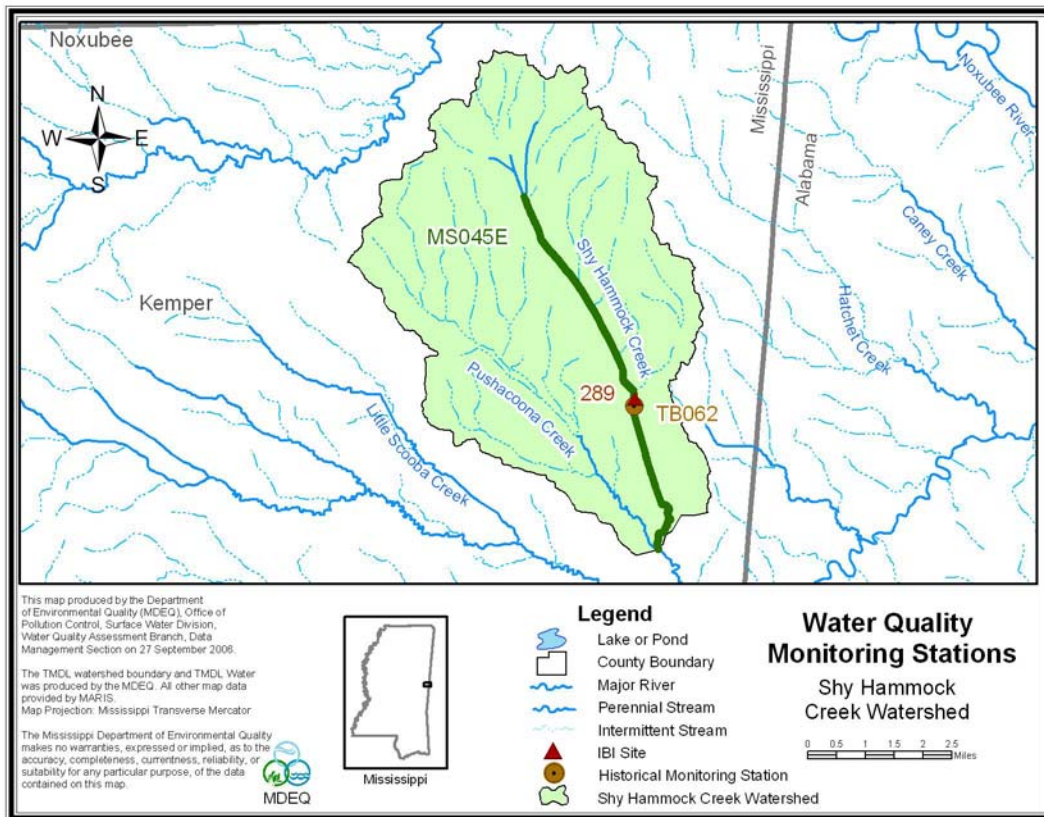 Noxubee
N
W E
S
Mississippi
Alabama
Noxubee River
MS045E
Shy Hammock Creek
Caney Creek
Hatchet Creek
Kemper
Pushacoona Creek
289
TB062
Little Scooba Creek
This map produced by the Department
of Environmental Quality (MDEQ), Office of
Pollution Control, Surface Water Division,
Water Quality Assessment Branch, Data
Management Section on 27 September 2006.
The TMDL watershed boundary and TMDL Water
was produced by the MDEQ. All other map data
provided by MARIS.
Map Projection: Mississippi Transverse Mercator
The Mississippi Department of Environmental Quality
makes no warranties, expressed or implied, as to the
accuracy, completeness, currentness, reliability, or
suitability for any particular purpose, of the data
contained on this map.
MDEQ
Mississippi
Legend
Lake or Pond
County Boundary
Major River
Perennial Stream
Intermittent Stream
IBI Site
Historical Monitoring Station
Shy Hammock Creek Watershed
Water Quality
Monitoring Stations
Shy Hammock
Creek Watershed
0 0.5 1 1.5 2 2.5
Miles